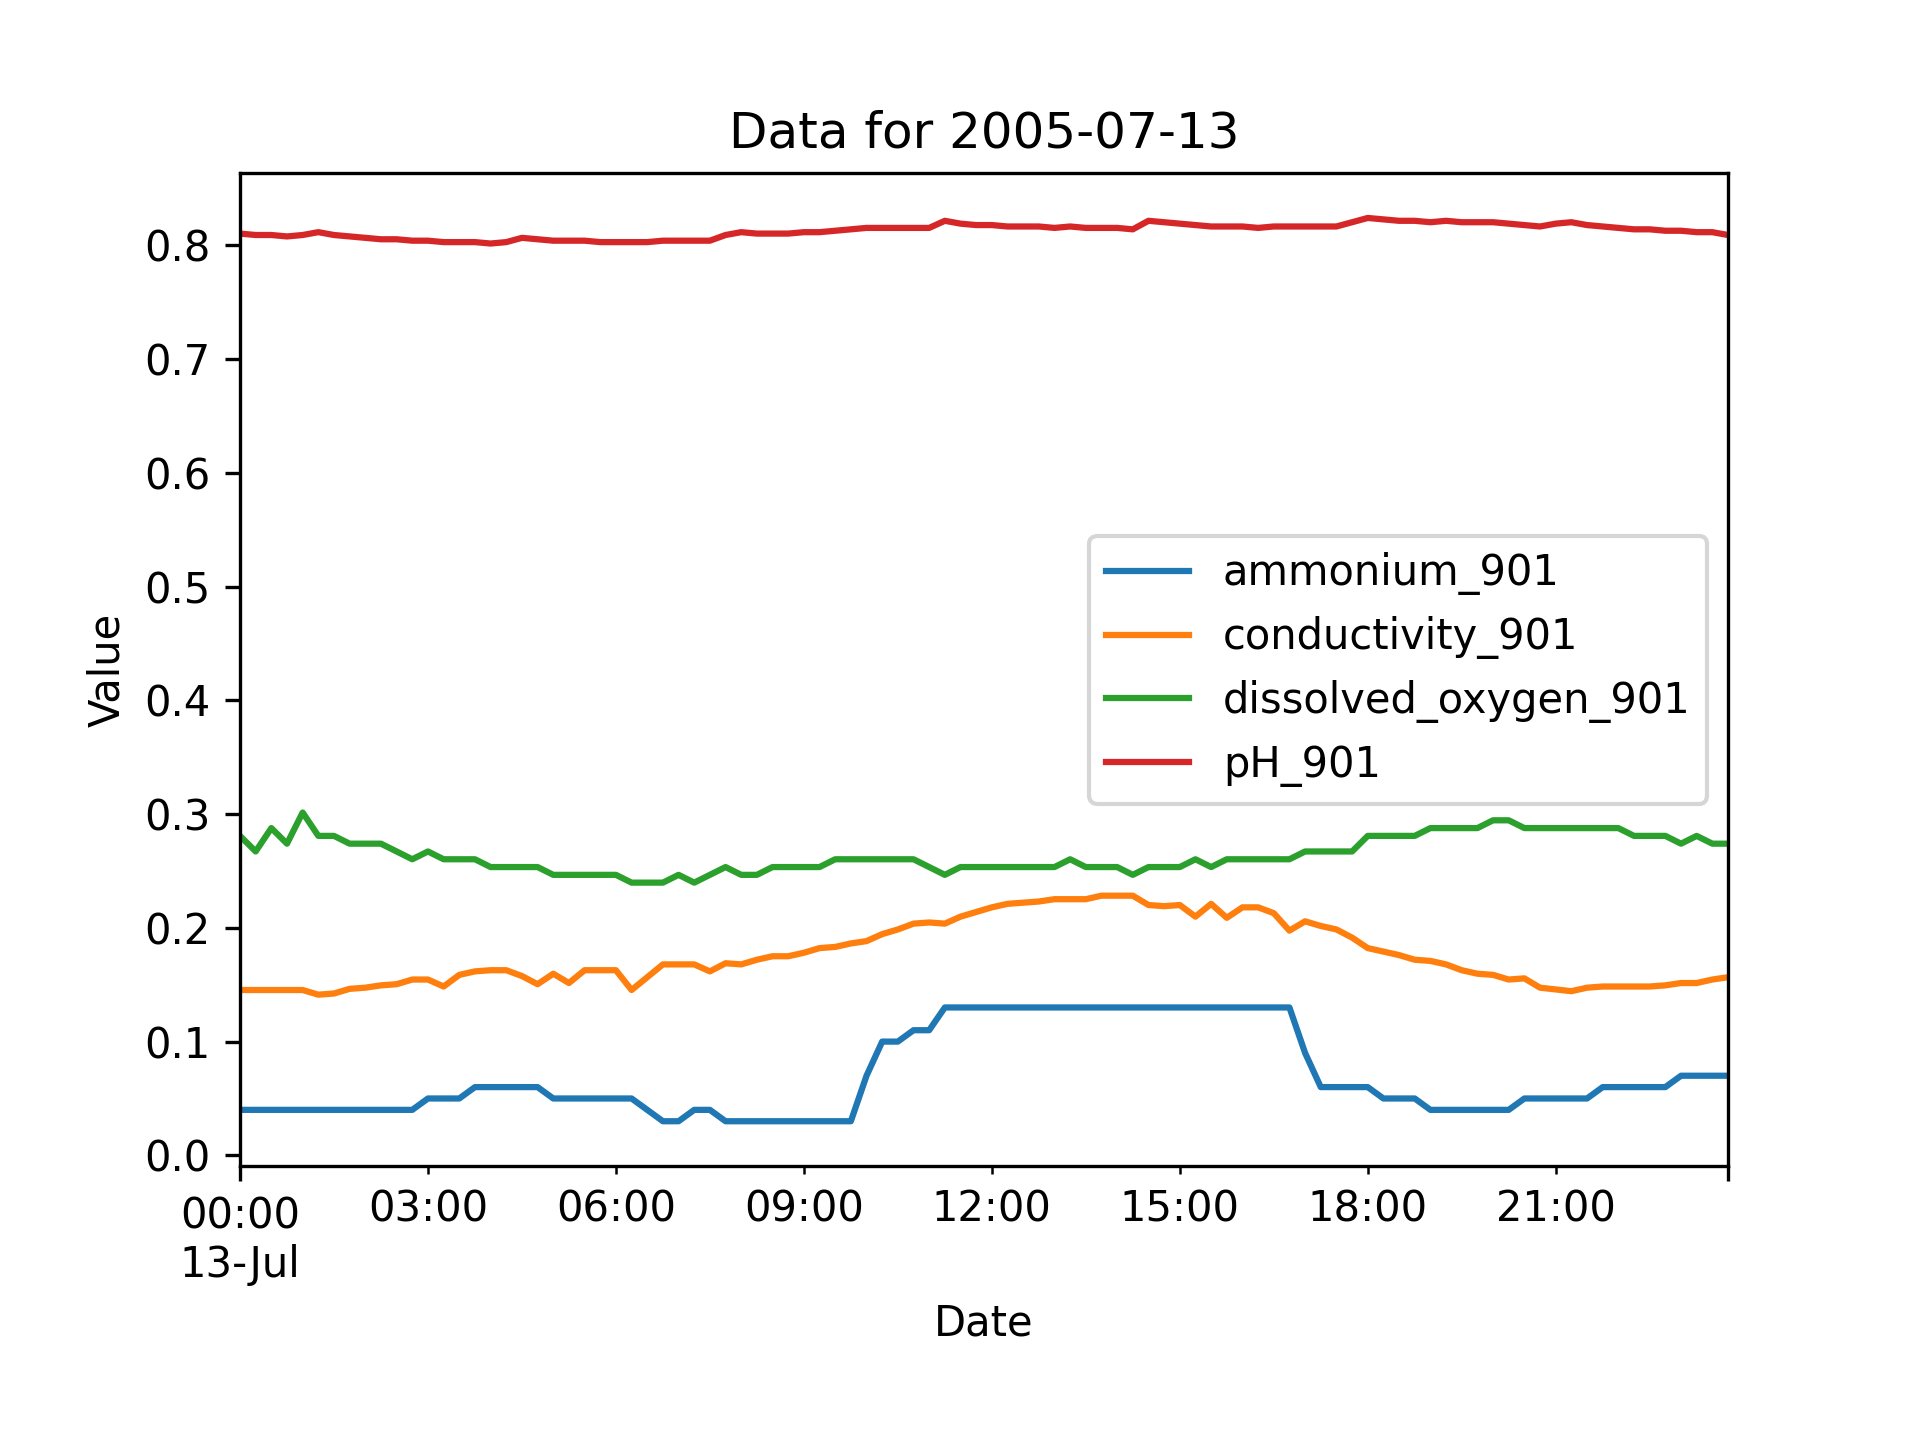 Data for 2005-07-13
Value
0.8
0.7
0.6
0.5
0.4
0.3
0.2
0.1
0.0
ammonium_901
conductivity_901
dissolved_oxygen_901
pH_901
00:00 03:00 06:00 09:00 12:00 15:00 18:00 21:00
13-Jul
Date